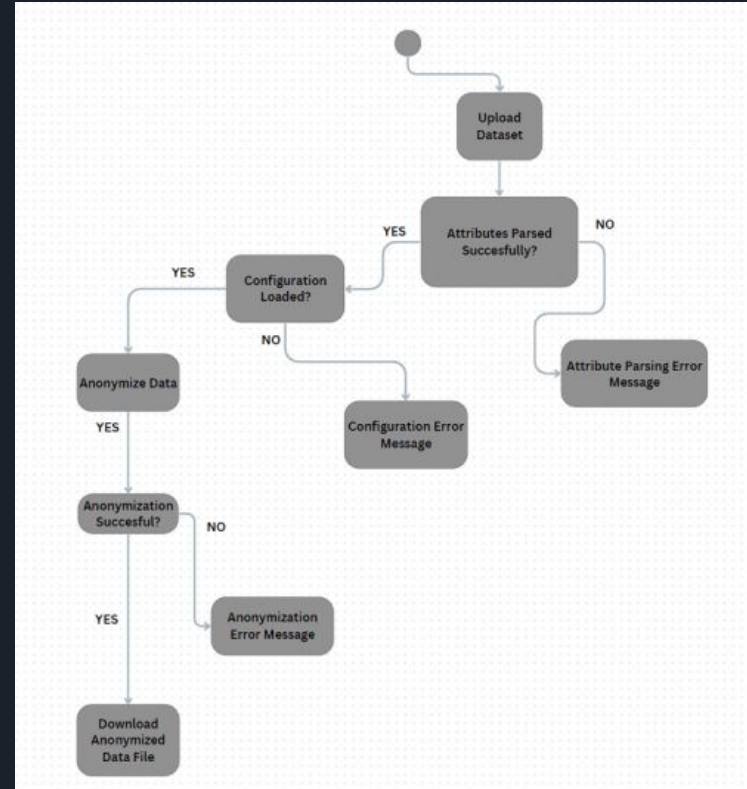 Upload
Dataset
Attributes Parsed
Succesfully?
YES
NO
Configuration
Loaded?
YES
NO
Attribute Parsing Error
Message
Anonymize Data
Configuration Error
Message
YES
Anonymization
Succesful?
NO
Anonymization
Error Message
YES
Download
Anonymized
Data File